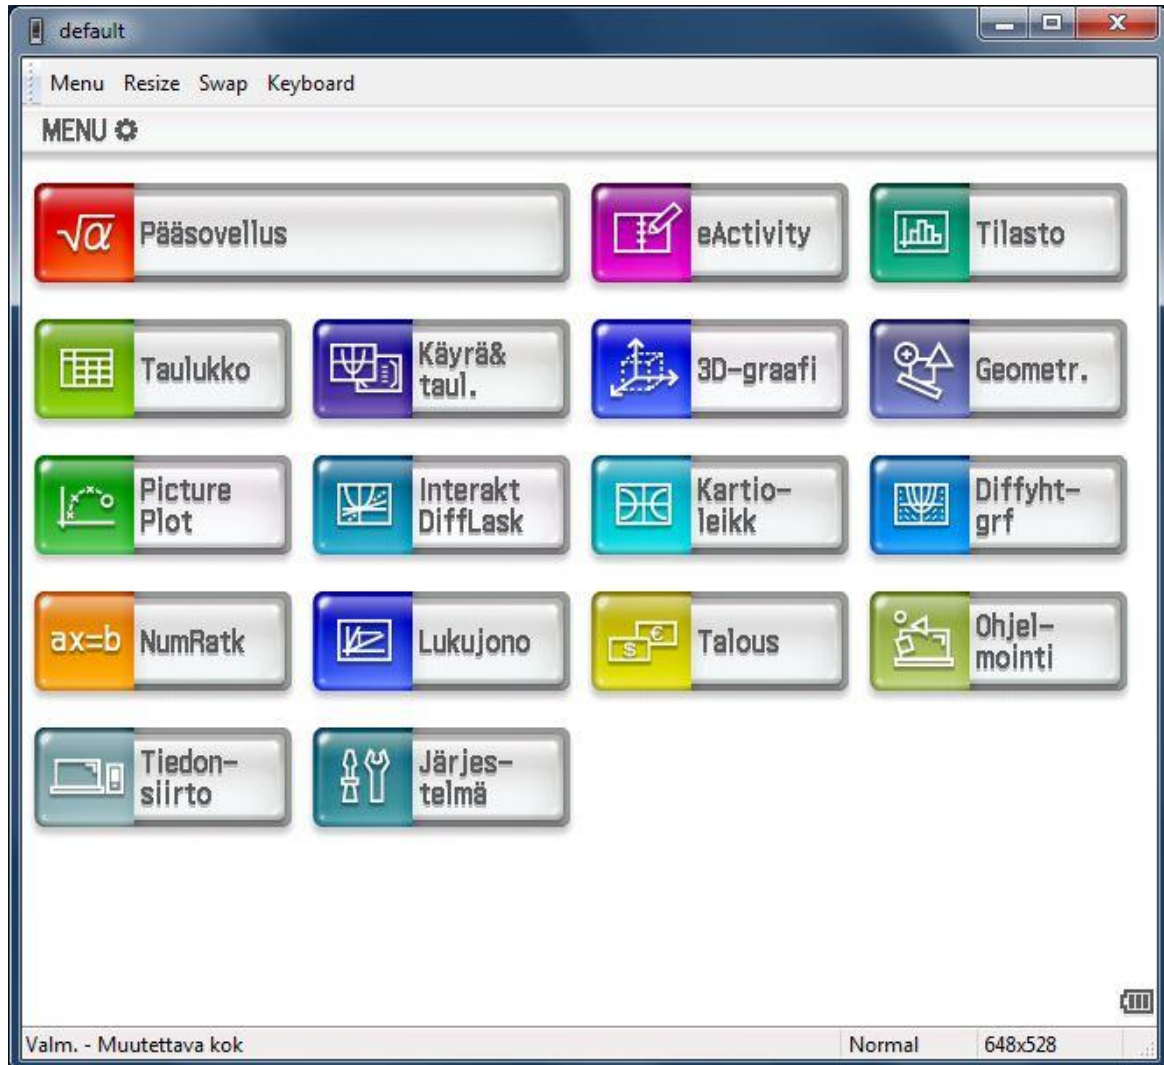 default
Menu Resize Swap Keyboard
MENU
√α Pääsovellus
eActivity
Tilasto
Taulukko
Käyrä&
taul.
3D-graafi
Geometr.
Picture
Plot
Interakt
DiffLask
Kartio-
leikk
Diffyht-
grf
ax=b NumRatk
Lukujono
$ € Talous
Ohjel-
mointi
Tiedon-
siirto
Järjes-
telmä
Valm. - Muutettava kok Normal 648x528